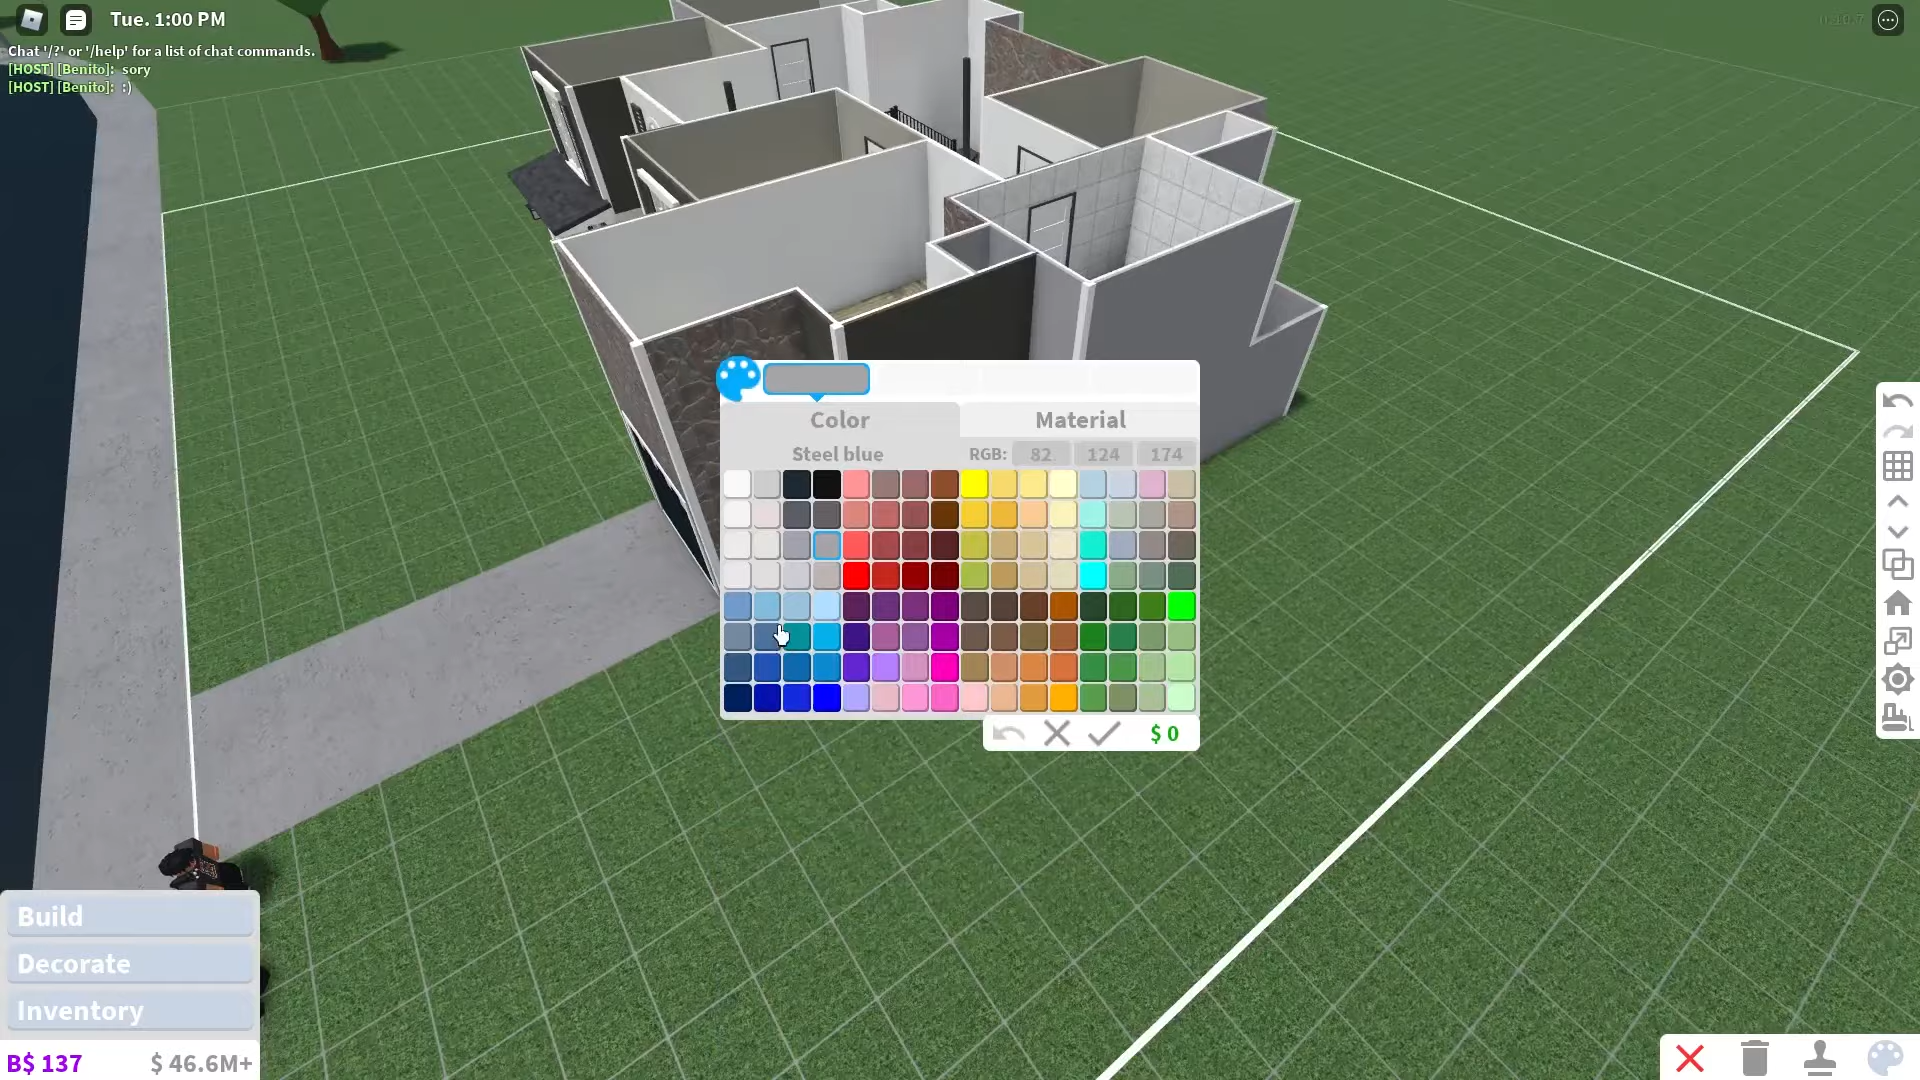 Tue. 1:00 PM
Chat '/?' or '/help' for a list of chat commands.
[HOST] [Benito]: sory
[HOST] [Benito]: :)
Color
Material
Steel blue
RGB: 82 124 174
$ 0
Build
Decorate
Inventory
B$ 137
$ 46.6M+